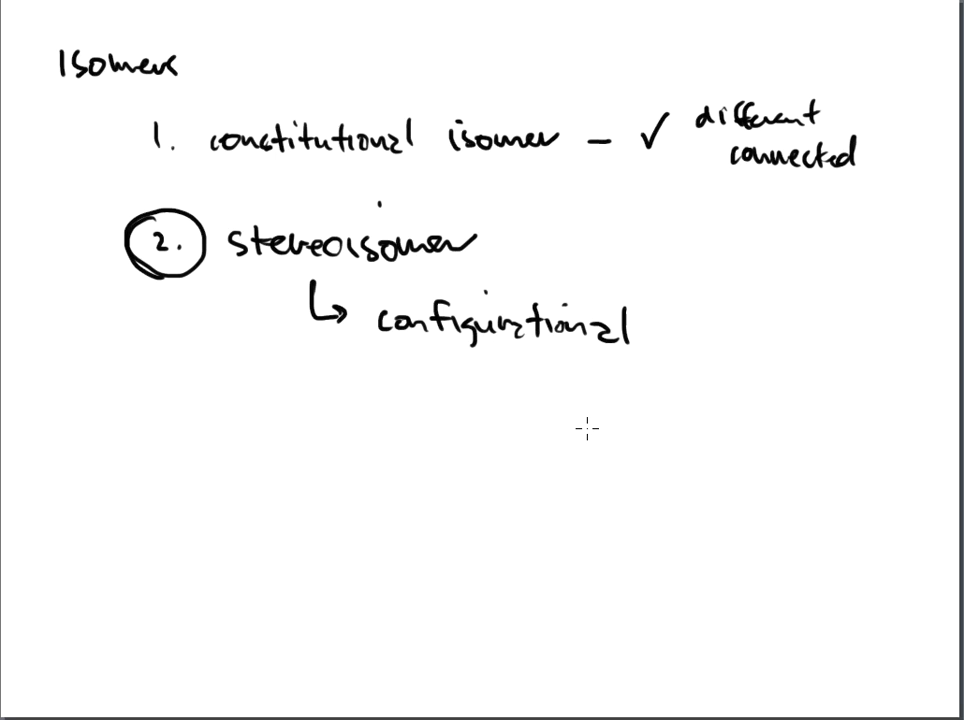 Isomers
1. constitutional isomer – ✓ different
connected
2. stereoisomer
↳ configurational